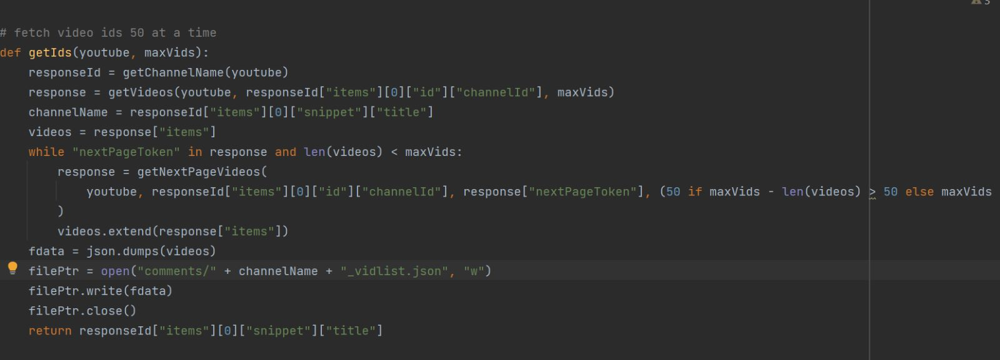 3
# fetch video ids 50 at a time
def getIds(youtube, maxVids):
    responseId = getChannelName(youtube)
    response = getVideos(youtube, responseId["items"][0]["id"]["channelId"], maxVids)
    channelName = responseId["items"][0]["snippet"]["title"]
    videos = response["items"]
    while "nextPageToken" in response and len(videos) < maxVids:
        response = getNextPageVideos(
            youtube, responseId["items"][0]["id"]["channelId"], response["nextPageToken"], (50 if maxVids - len(videos) > 50 else maxVids
        )
        videos.extend(response["items"])
    fdata = json.dumps(videos)
    filePtr = open("comments/" + channelName + "_vidlist.json", "w")
    filePtr.write(fdata)
    filePtr.close()
    return responseId["items"][0]["snippet"]["title"]